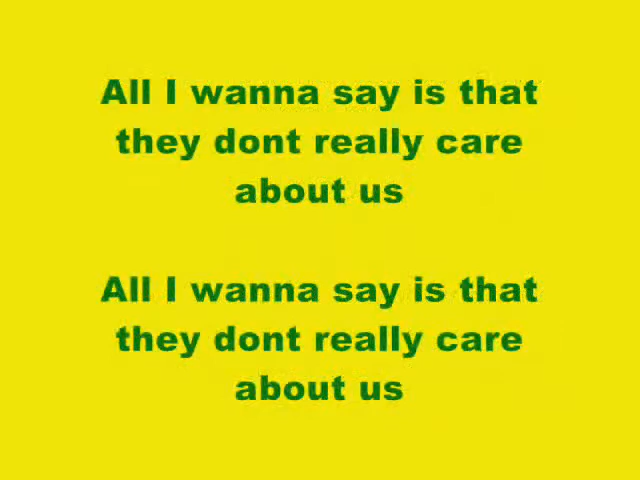 All I wanna say is that
they dont really care
about us
All I wanna say is that
they dont really care
about us